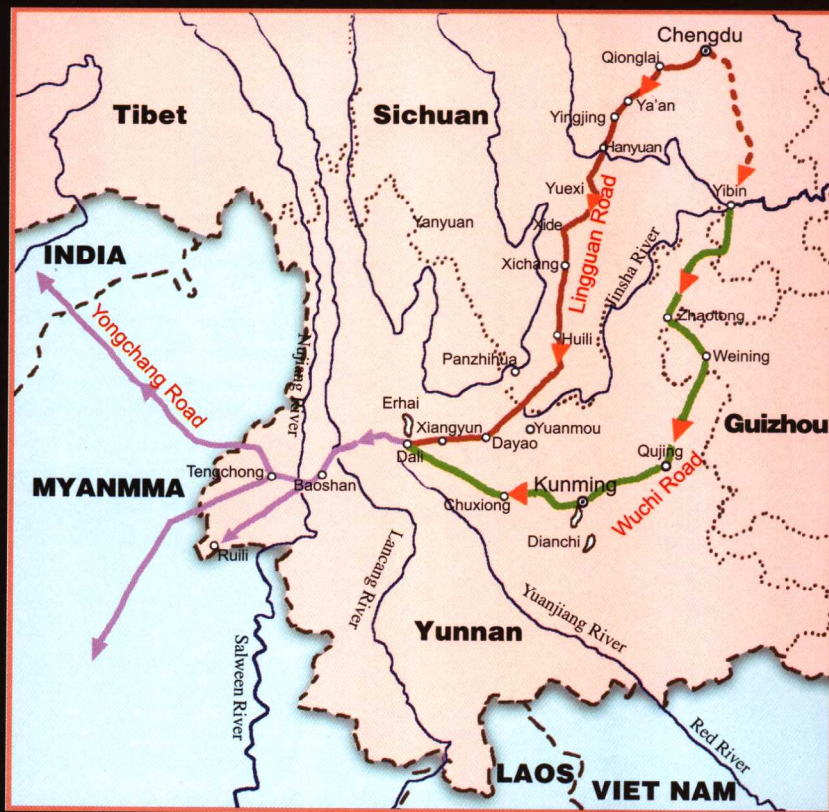 Chengdu
Qionglai
Tibet
Sichuan
Ya'an
Yingjing
Hanyuan
Yuexi
Yibin
Yanyuan
Xide
Lingguan Road
Jinsha River
INDIA
Xichang
Yongchang Road
Zhaotong
Nujiang River
Huili
Panzhihua
Weining
Erhai
Guizhou
Xiangyun
Yuanmou
Dayao
Dali
Qujing
Tengchong
Baoshan
Kunming
MYANMMA
Chuxiong
Wuchi Road
Dianchi
Ruili
Lancang River
Yuanjiang River
Yunnan
Salween River
Red River
LAOS
VIET NAM